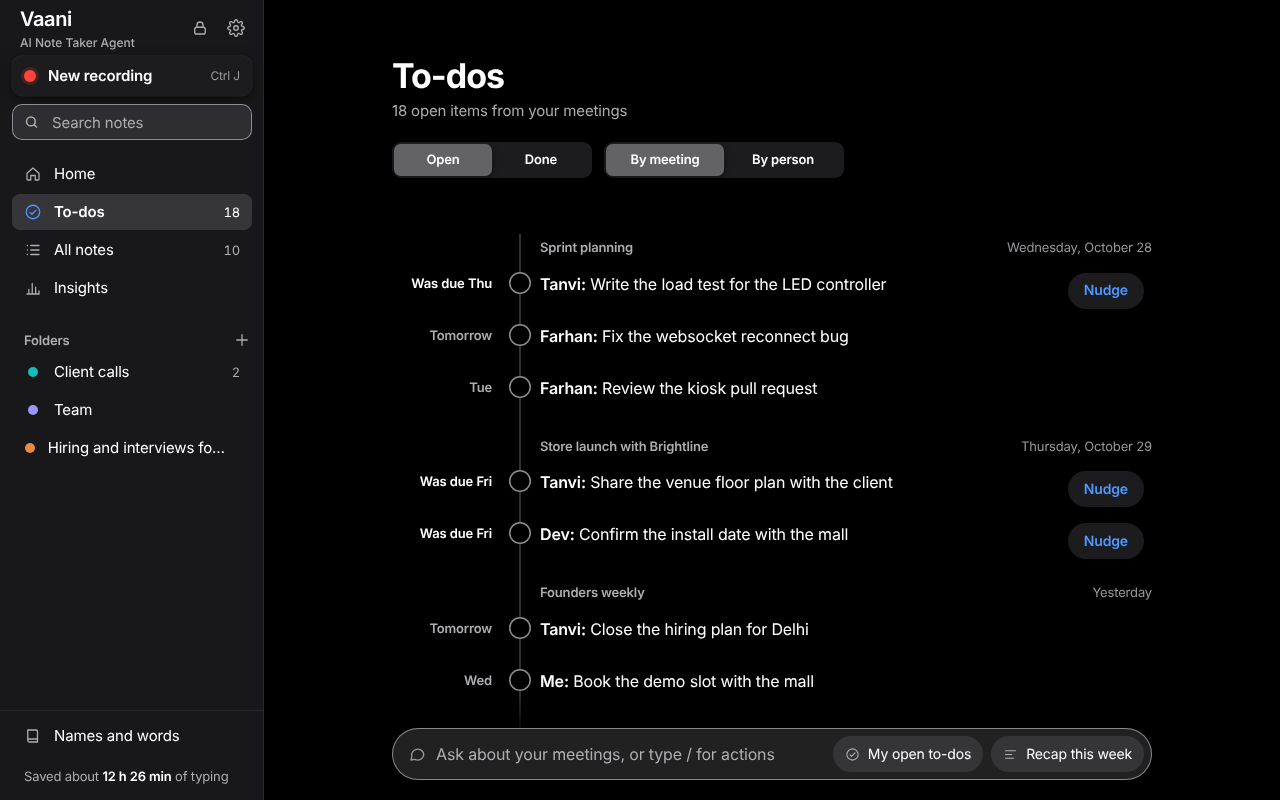 Vaani
AI Note Taker Agent
New recording Ctrl J
Search notes
Home
To-dos 18
All notes 10
Insights
Folders
Client calls 2
Team
Hiring and interviews fo...
Names and words
Saved about 12 h 26 min of typing
To-dos
18 open items from your meetings
Open Done By meeting By person
Sprint planning Wednesday, October 28
Was due Thu Tanvi: Write the load test for the LED controller Nudge
Tomorrow Farhan: Fix the websocket reconnect bug
Tue Farhan: Review the kiosk pull request
Store launch with Brightline Thursday, October 29
Was due Fri Tanvi: Share the venue floor plan with the client Nudge
Was due Fri Dev: Confirm the install date with the mall Nudge
Founders weekly Yesterday
Tomorrow Tanvi: Close the hiring plan for Delhi
Wed Me: Book the demo slot with the mall
Ask about your meetings, or type / for actions My open to-dos Recap this week